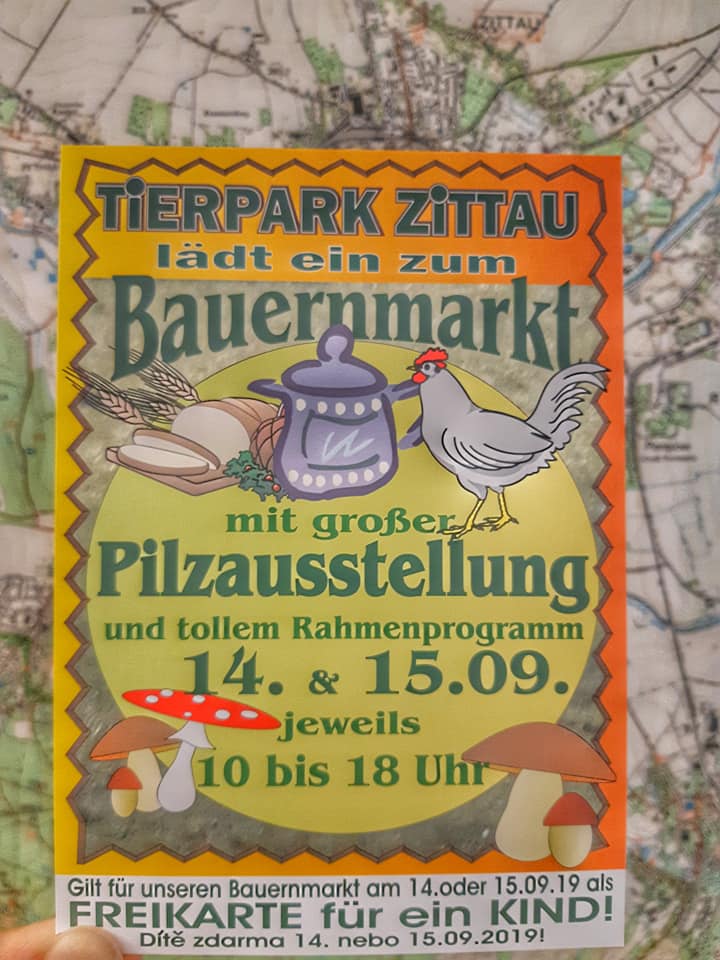 ZITTAU
TiERPARK ZiTTAU
lädt ein zum
Bauernmarkt
mit großer
Pilzausstellung
und tollem Rahmenprogramm
14. & 15.09.
jeweils
10 bis 18 Uhr
Gilt für unseren Bauernmarkt am 14.oder 15.09.19 als
FREIKARTE für ein KIND!
Dítě zdarma 14. nebo 15.09.2019!